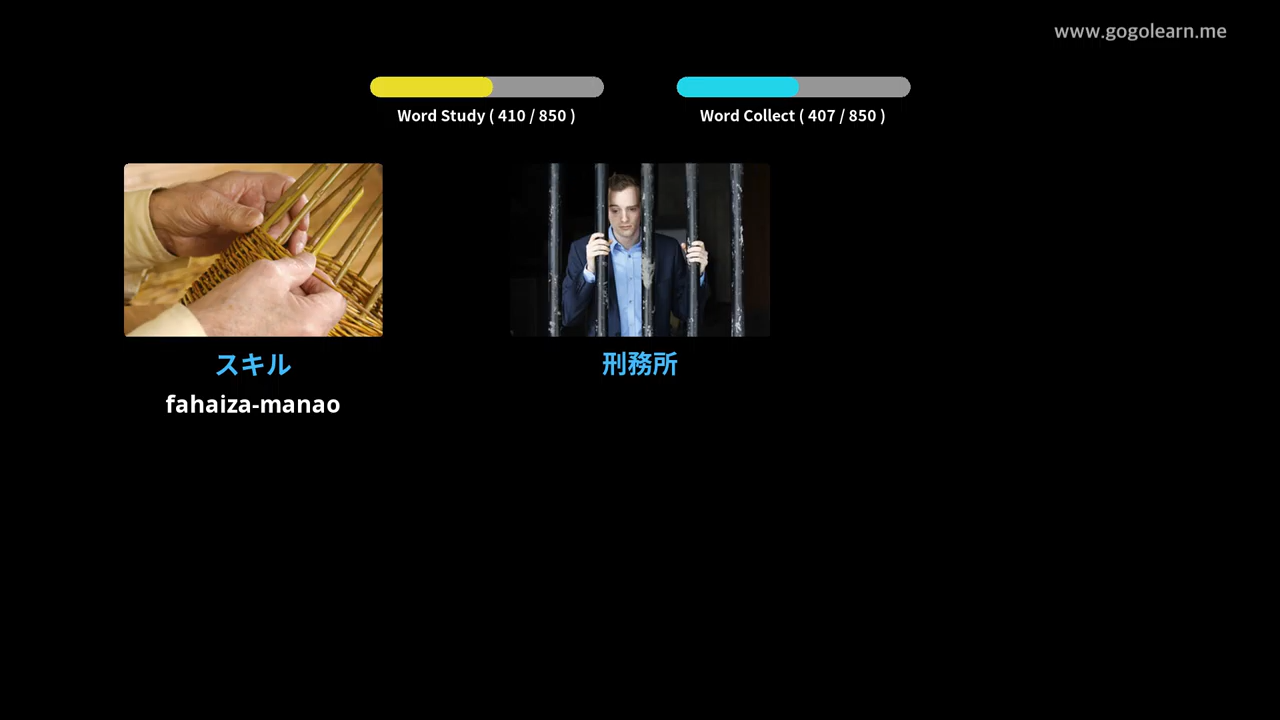 www.gogolearn.me
Word Study ( 410 / 850 )
Word Collect ( 407 / 850 )
スキル
刑務所
fahaiza-manao